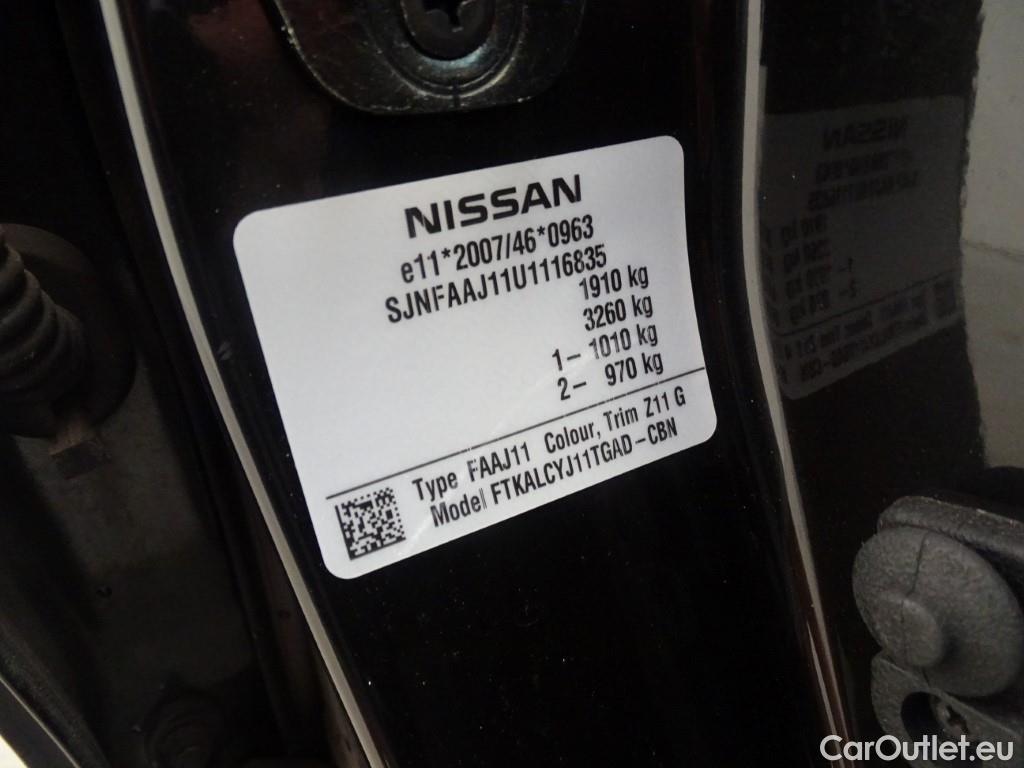 NISSAN
e11*2007/46*0963
SJNFAAJ11U1116835
1910 kg
3260 kg
1– 1010 kg
2– 970 kg
Type FAAJ11 Colour, Trim Z11 G
Model FTKALCYJ11TGAD–CBN
CarOutlet.eu